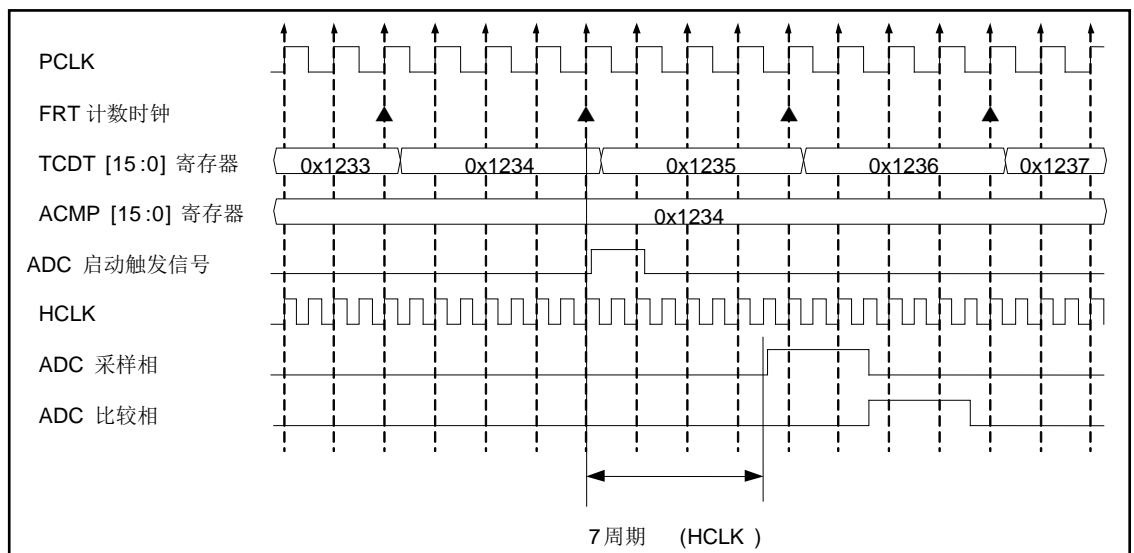 PCLK
FRT 计数时钟
TCDT [15:0] 寄存器 0x1233 0x1234 0x1235 0x1236 0x1237
ACMP [15:0] 寄存器 0x1234
ADC 启动触发信号
HCLK
ADC 采样相
ADC 比较相
7周期 (HCLK )